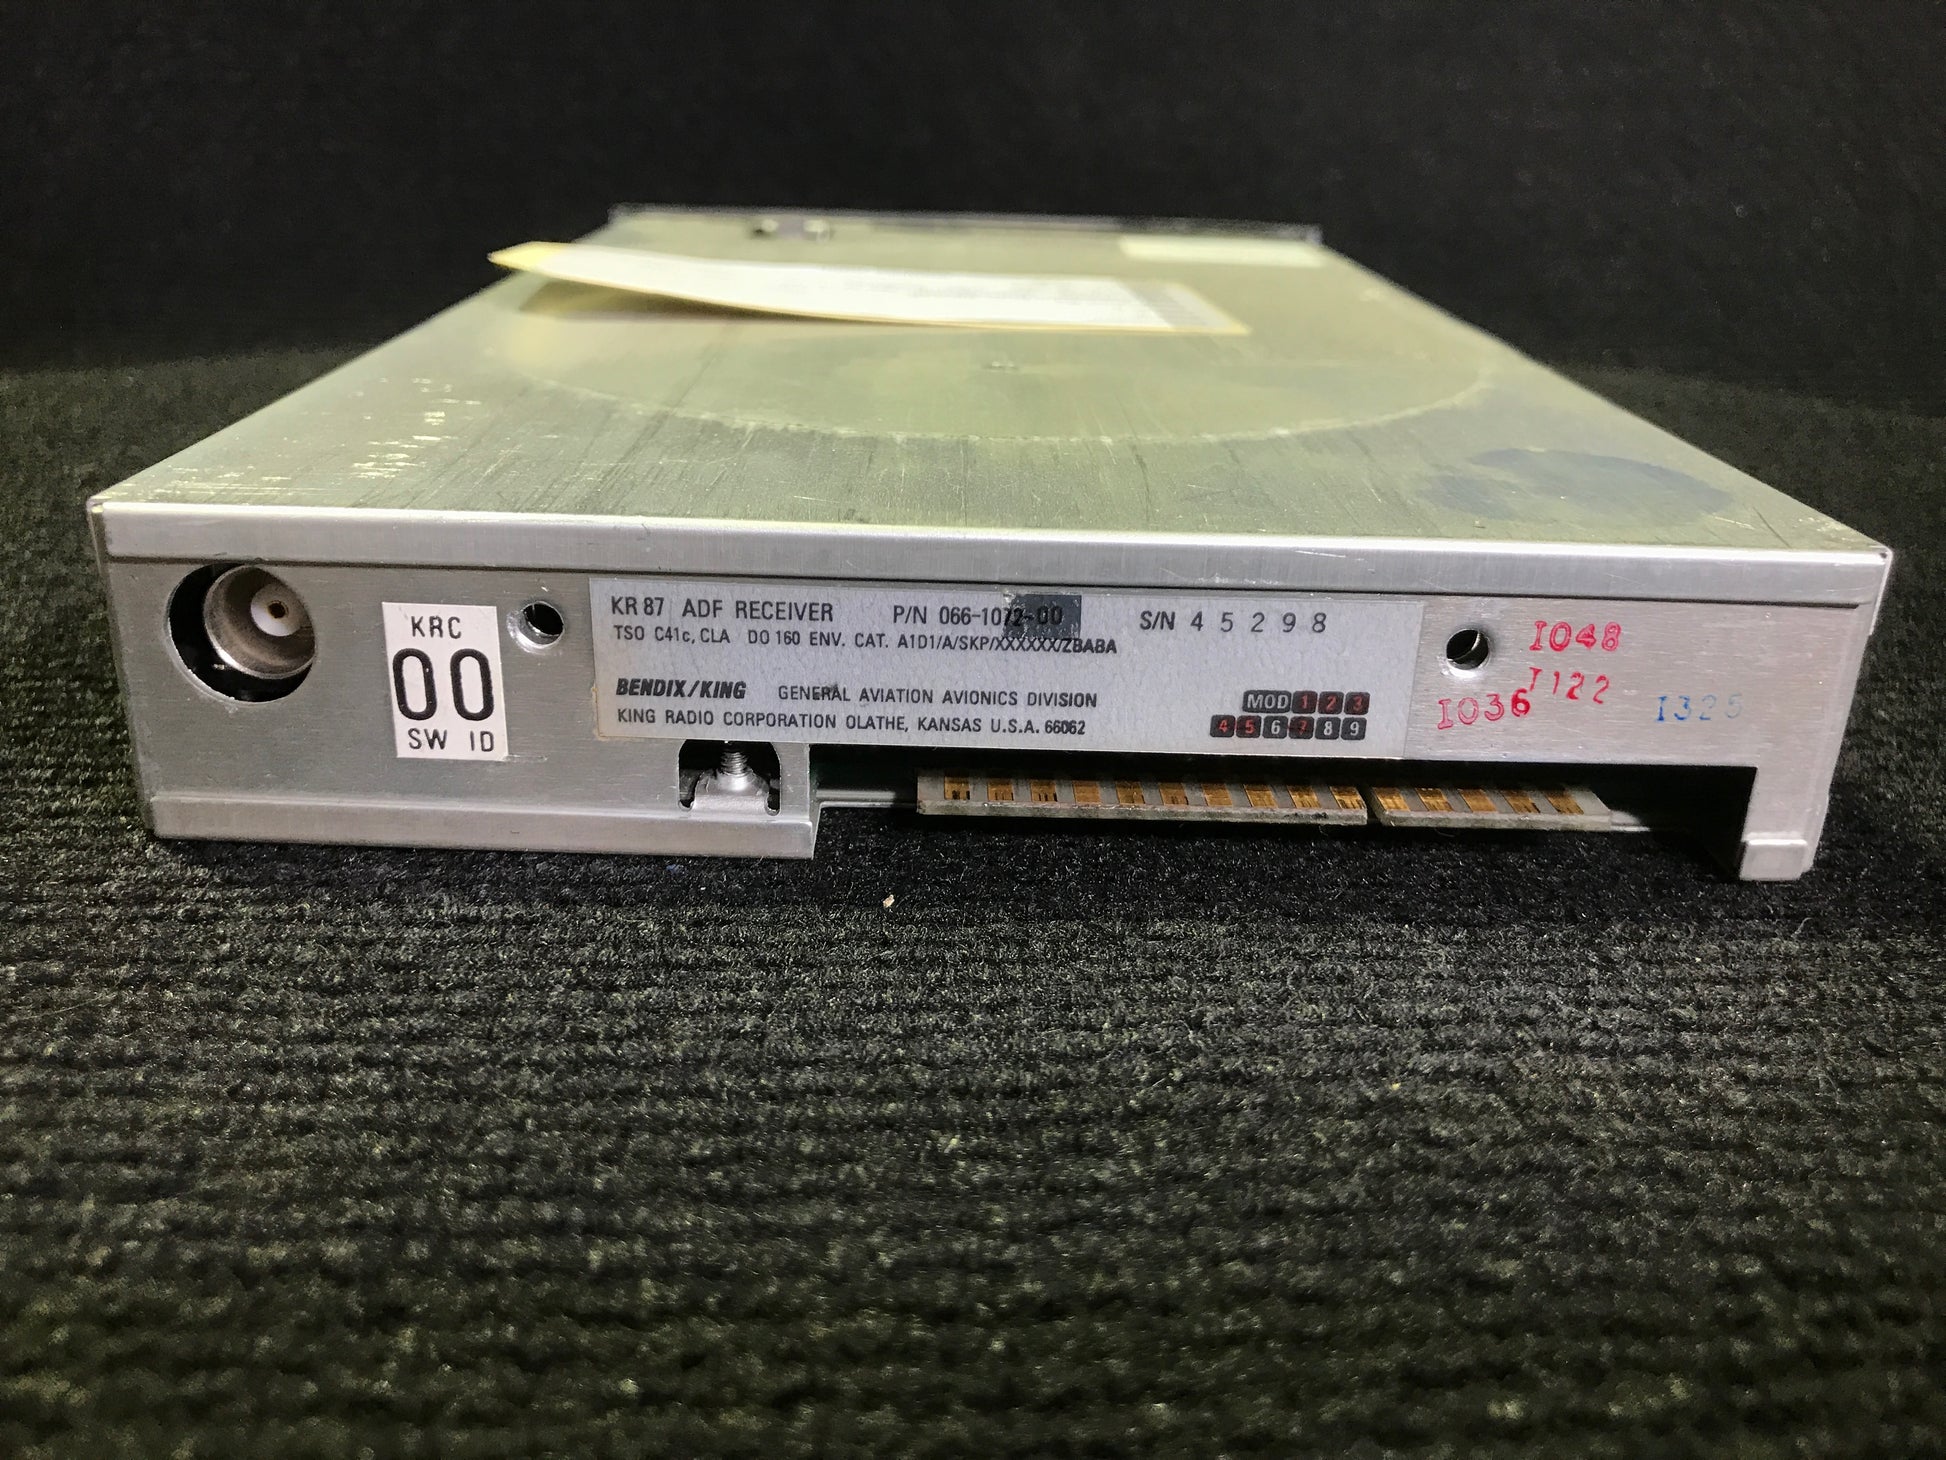 KRC
00
SW ID
KR 87 ADF RECEIVER P/N 066-1072-00 S/N 45298
TSO C41c, CLA DO 160 ENV. CAT. A1D1/A/SKP/XXXXXX/ZBABA
BENDIX/KING GENERAL AVIATION AVIONICS DIVISION
KING RADIO CORPORATION OLATHE, KANSAS U.S.A. 66062
MOD 1 2 3
4 5 6 7 8 9
I048
I122
I036
I325